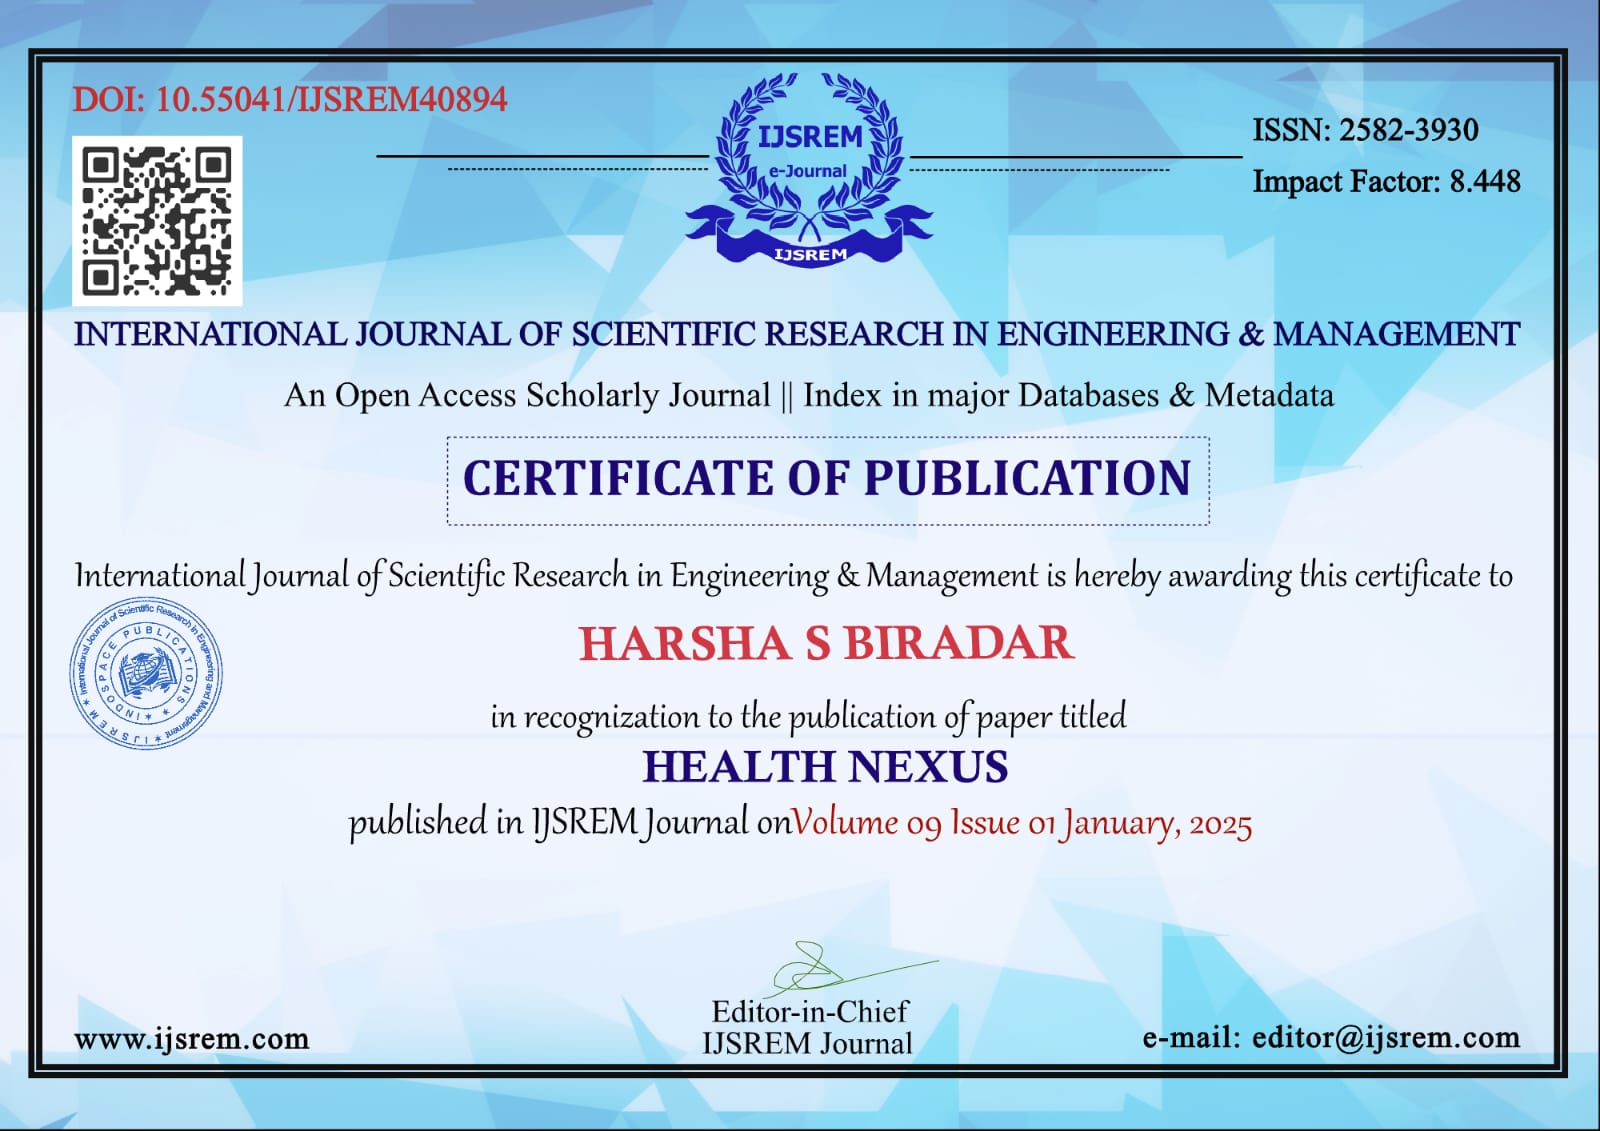 DOI: 10.55041/IJSREM40894
IJSREM
e-Journal
IJSREM
ISSN: 2582-3930
Impact Factor: 8.448
INTERNATIONAL JOURNAL OF SCIENTIFIC RESEARCH IN ENGINEERING & MANAGEMENT
An Open Access Scholarly Journal || Index in major Databases & Metadata
CERTIFICATE OF PUBLICATION
International Journal of Scientific Research in Engineering & Management is hereby awarding this certificate to
International Journal of Scientific Research in Engineering and Management ★ IJSREM ★
INDOSPACE PUBLICATIONS ★ ★
HARSHA S BIRADAR
in recognization to the publication of paper titled
HEALTH NEXUS
published in IJSREM Journal onVolume 09 Issue 01 January, 2025
Editor-in-Chief
IJSREM Journal
www.ijsrem.com
e-mail: editor@ijsrem.com